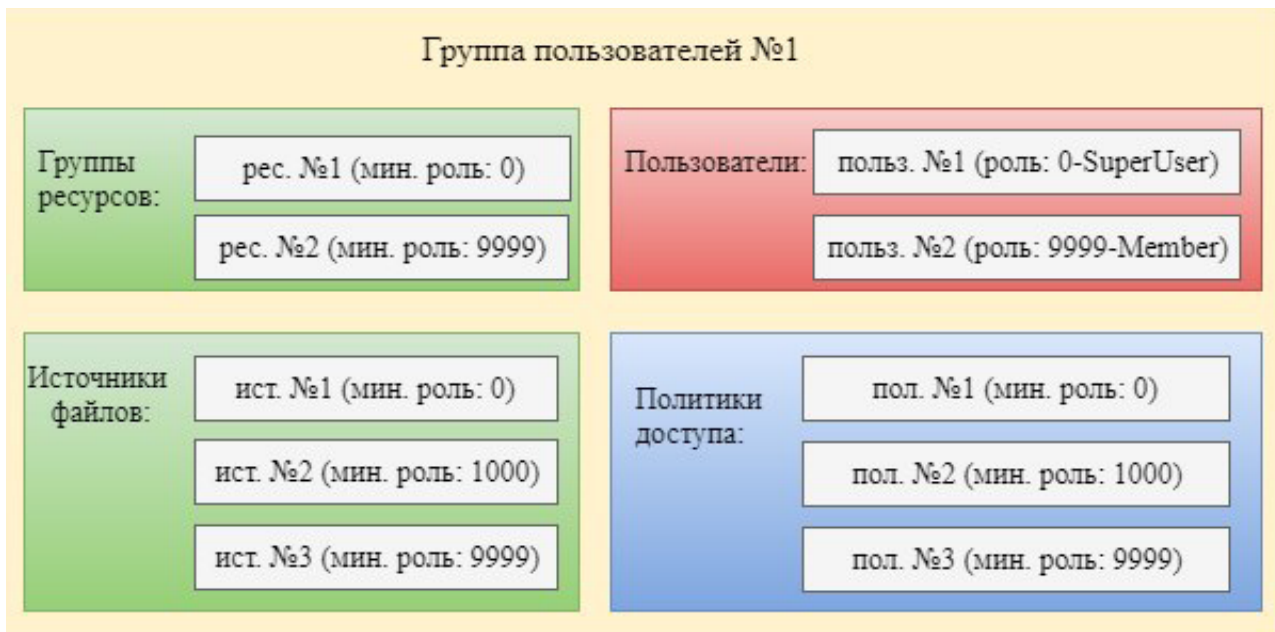 Группа пользователей №1
Группы
ресурсов:
рес. №1 (мин. роль: 0)
рес. №2 (мин. роль: 9999)
Пользователи:
польз. №1 (роль: 0-SuperUser)
польз. №2 (роль: 9999-Member)
Источники
файлов:
ист. №1 (мин. роль: 0)
ист. №2 (мин. роль: 1000)
ист. №3 (мин. роль: 9999)
Политики
доступа:
пол. №1 (мин. роль: 0)
пол. №2 (мин. роль: 1000)
пол. №3 (мин. роль: 9999)